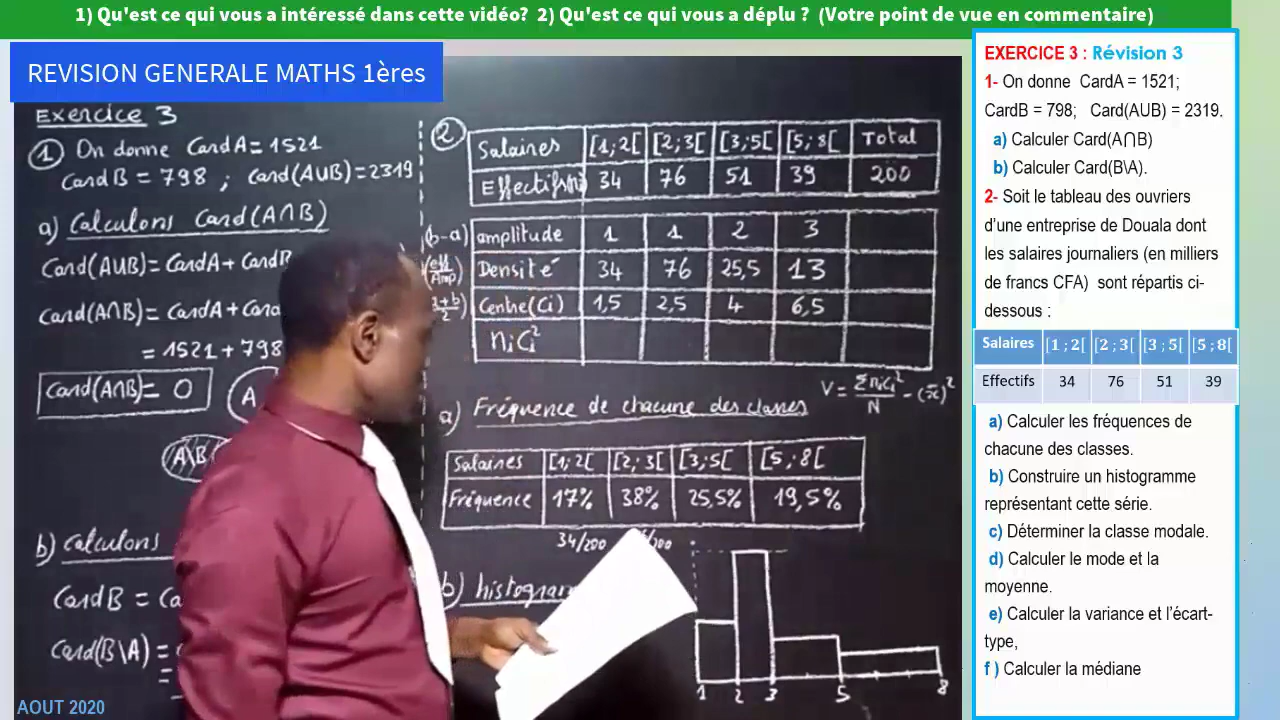 1) Qu'est ce qui vous a intéressé dans cette vidéo? 2) Qu'est ce qui vous a déplu ? (Votre point de vue en commentaire)
REVISION GENERALE MATHS 1ères
Exercice 3
1 On donne CardA = 1521
CardB = 798 ; Card(AUB) = 2319
a) Calculons Card(A∩B)
Card(AUB) = CardA + CardB
Card(A∩B) = CardA +
= 1521 + 798
Card(A∩B) = 0
A
A\B
b) Calculons
CardB =
Card(B\A) =
=
2
Salaires [1;2[ [2;3[ [3;5[ [5;8[ Total
Effectifs(ni) 34 76 51 39 200
(b-a) amplitude 1 1 2 3
(eff/Amp) Densité 34 76 25,5 13
Centre(Ci) 1,5 2,5 4 6,5
niCi²
V = ΣniCi²/N - (x̄)²
a) Fréquence de chacune des classes
Salaires [1;2[ [2;3[ [3;5[ [5;8[
Fréquence 17% 38% 25,5% 19,5%
34/200
b)
1 2 3 5 8
AOUT 2020
EXERCICE 3 : Révision 3
1- On donne CardA = 1521;
CardB = 798; Card(AUB) = 2319.
a) Calculer Card(A⋂B)
b) Calculer Card(B\A).
2- Soit le tableau des ouvriers
d'une entreprise de Douala dont
les salaires journaliers (en milliers
de francs CFA) sont répartis ci-
dessous :
Salaires [1 ; 2[ [2 ; 3[ [3 ; 5[ [5 ; 8[
Effectifs 34 76 51 39
a) Calculer les fréquences de
chacune des classes.
b) Construire un histogramme
représentant cette série.
c) Déterminer la classe modale.
d) Calculer le mode et la
moyenne.
e) Calculer la variance et l'écart-
type,
f ) Calculer la médiane